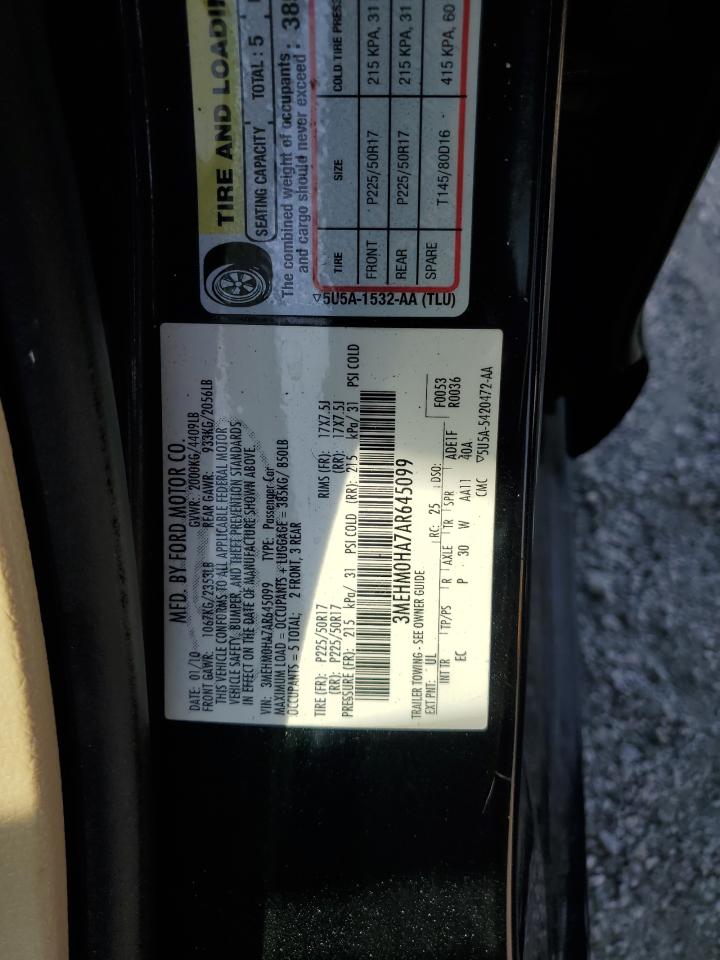 TIRE AND LOADIN
SEATING CAPACITY TOTAL : 5
The combined weight of occupants
and cargo should never exceed : 385
TIRE SIZE COLD TIRE PRESS
FRONT P225/50R17 215 KPA, 31
REAR P225/50R17 215 KPA, 31
SPARE T145/80D16 415 KPA, 60
▽5U5A-1532-AA (TLU)
MFD. BY FORD MOTOR CO.
DATE: 01/10 GVWR: 2000KG/4409LB
FRONT GAWR: 1067KG/2353LB REAR GAWR: 933KG/2056LB
THIS VEHICLE CONFORMS TO ALL APPLICABLE FEDERAL MOTOR
VEHICLE SAFETY, BUMPER, AND THEFT PREVENTION STANDARDS
IN EFFECT ON THE DATE OF MANUFACTURE SHOWN ABOVE.
VIN: 3MEHM0HA7AR645099 TYPE: Passenger Car
MAXIMUM LOAD = OCCUPANTS + LUGGAGE = 385KG/ 850LB
OCCUPANTS = 5 TOTAL: 2 FRONT, 3 REAR
TIRE (FR): P225/50R17 RIMS (FR): 17X7.5J
(RR): P225/50R17 (RR): 17X7.5J
PRESSURE (FR): 215 kPa/ 31 PSI COLD (RR): 215 kPa/ 31 PSI COLD
3MEHM0HA7AR645099
TRAILER TOWING - SEE OWNER GUIDE
F0053
R0036
EXT PNT: UL RC: 25 DSO:
INT TR TP/PS R AXLE TR SPR ADE1F
EC P 30 W AA11 40A
CMC ▽5U5A-5420472-AA